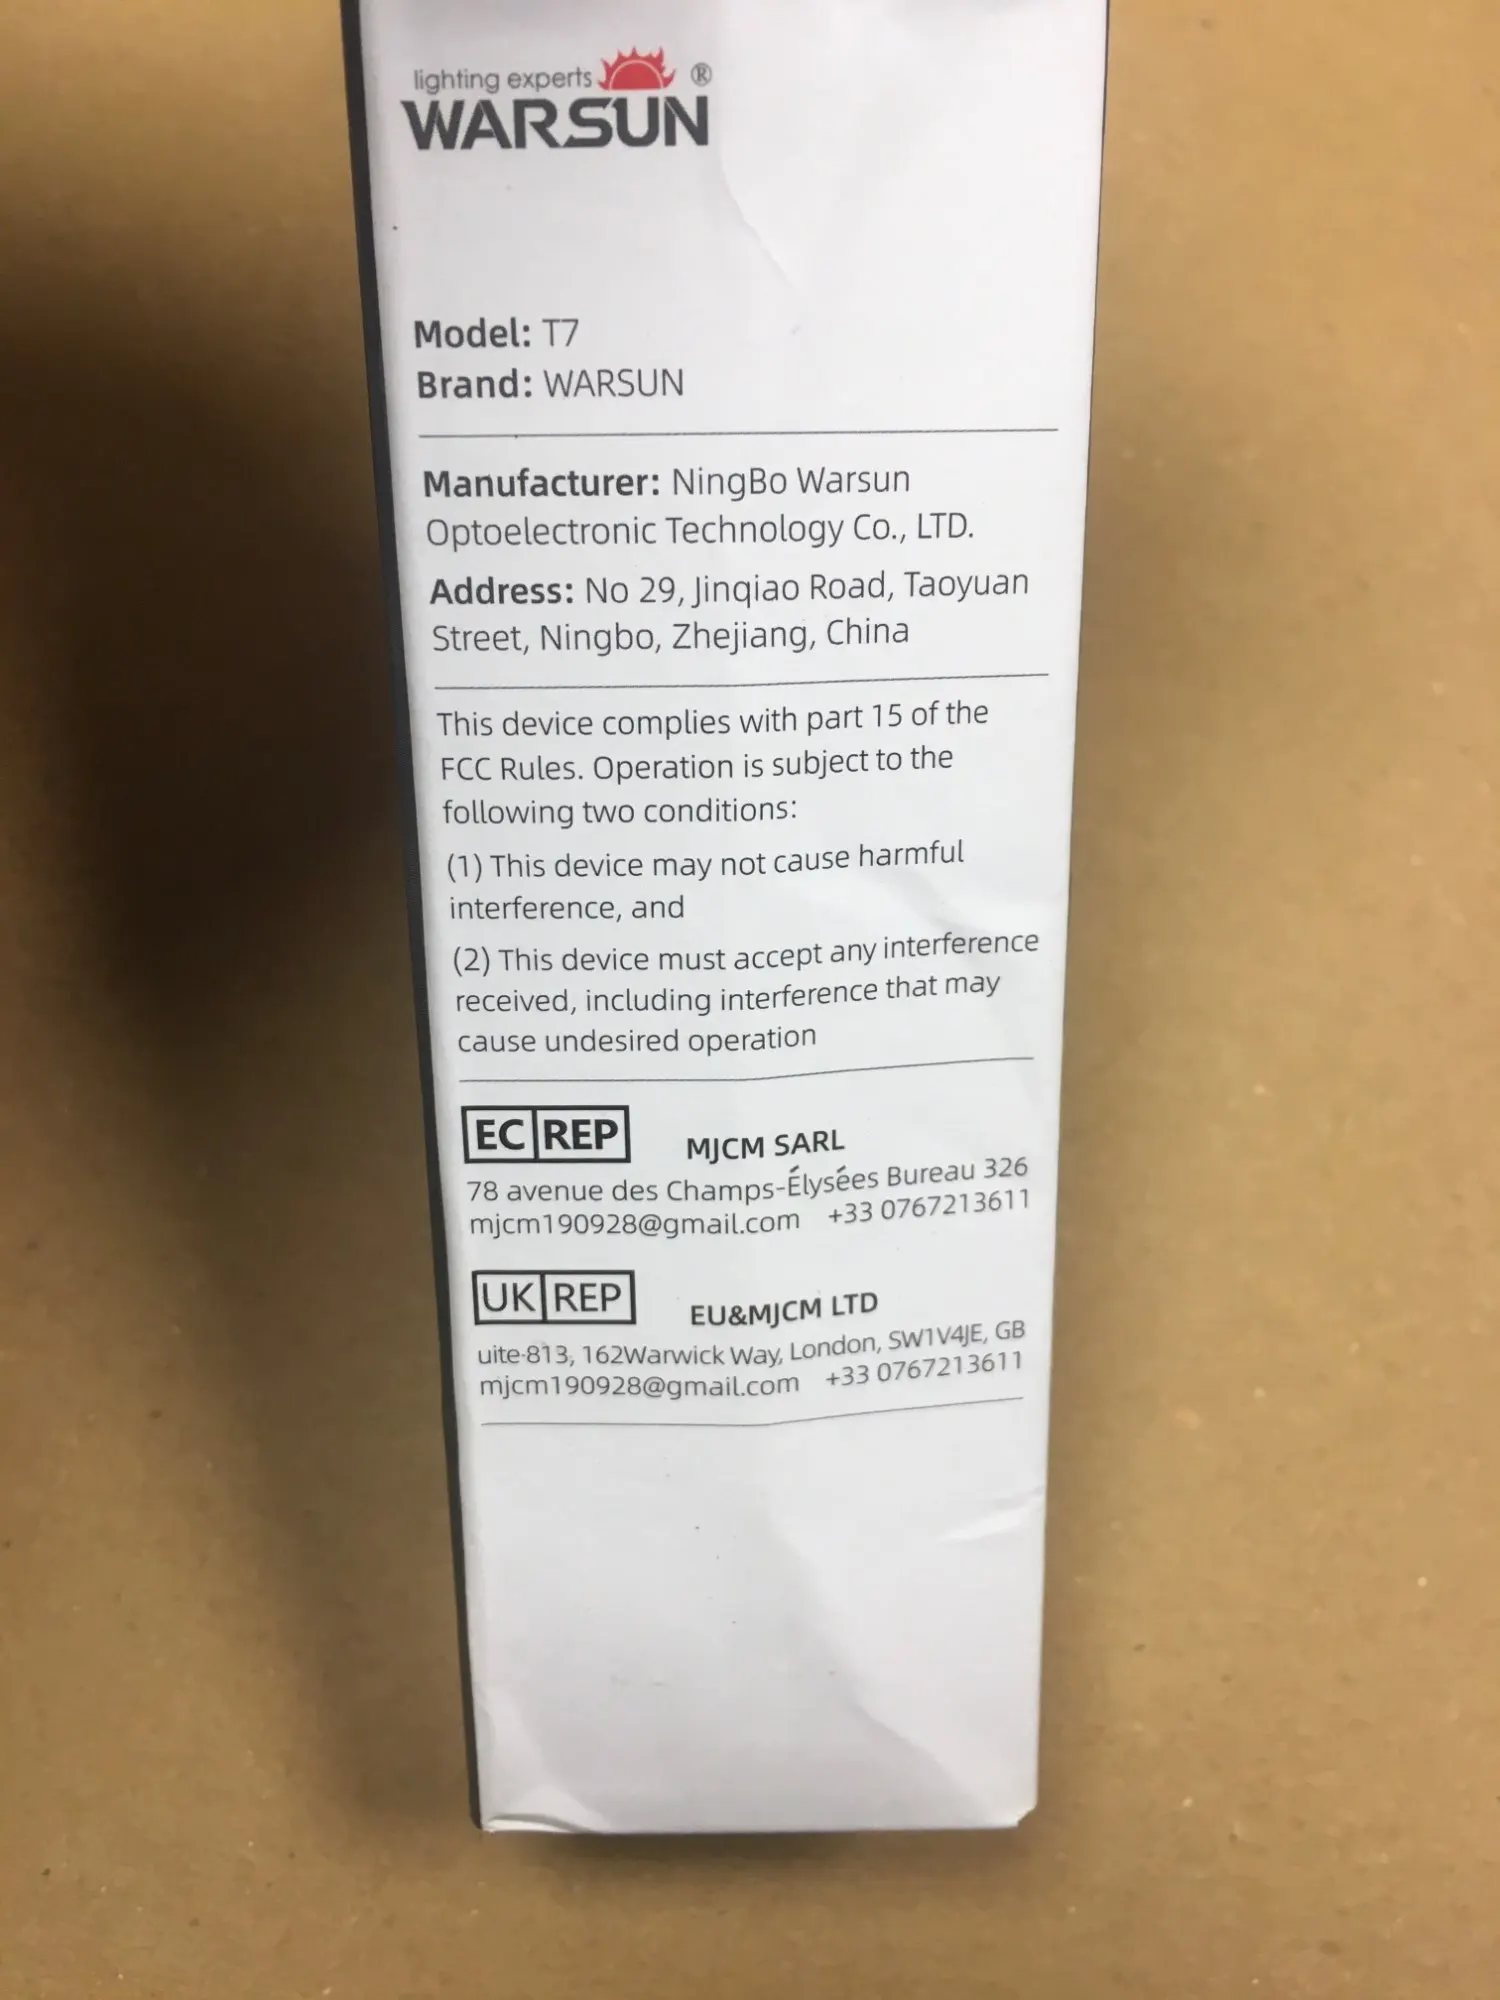 lighting experts ®
WARSUN
Model: T7
Brand: WARSUN
Manufacturer: NingBo Warsun
Optoelectronic Technology Co., LTD.
Address: No 29, Jinqiao Road, Taoyuan
Street, Ningbo, Zhejiang, China
This device complies with part 15 of the
FCC Rules. Operation is subject to the
following two conditions:
(1) This device may not cause harmful
interference, and
(2) This device must accept any interference
received, including interference that may
cause undesired operation
EC REP MJCM SARL
78 avenue des Champs-Élysées Bureau 326
mjcm190928@gmail.com +33 0767213611
UK REP EU&MJCM LTD
uite-813, 162Warwick Way, London, SW1V4JE, GB
mjcm190928@gmail.com +33 0767213611